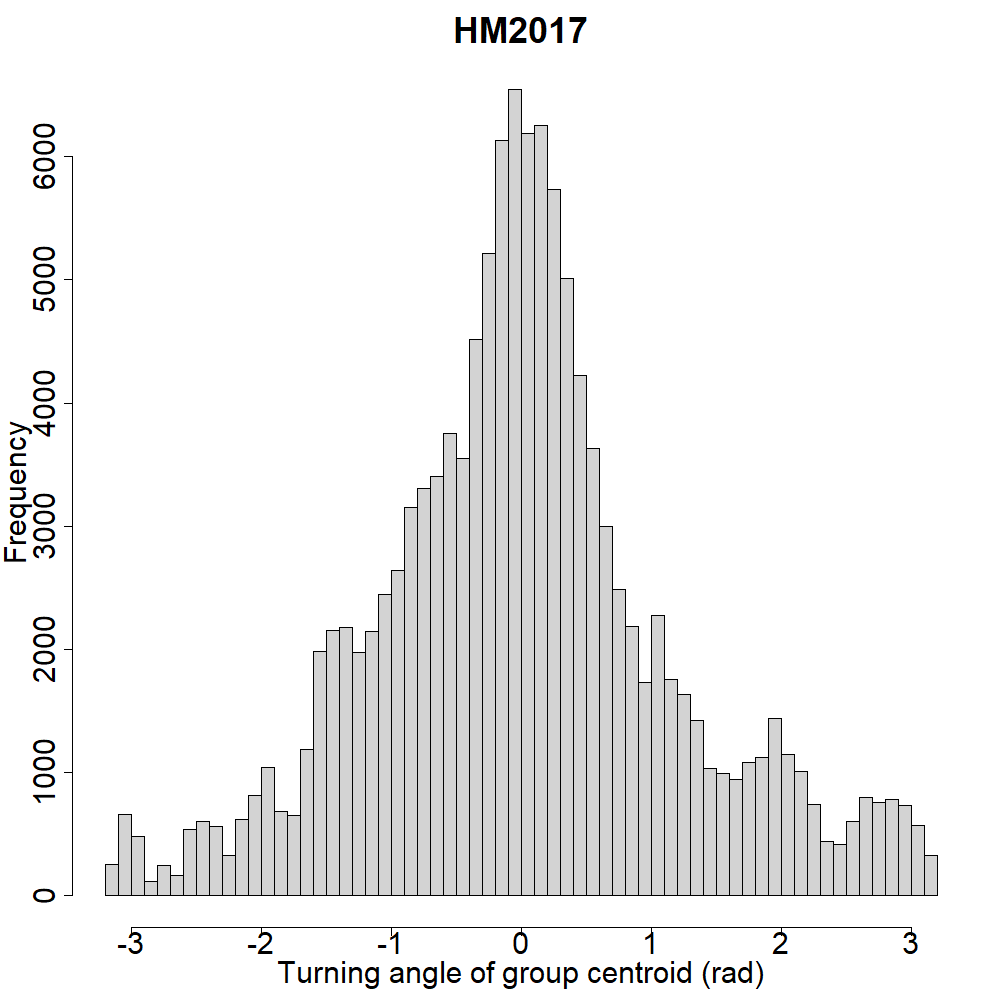 HM2017
Frequency
0 1000 2000 3000 4000 5000 6000
-3 -2 -1 0 1 2 3
Turning angle of group centroid (rad)